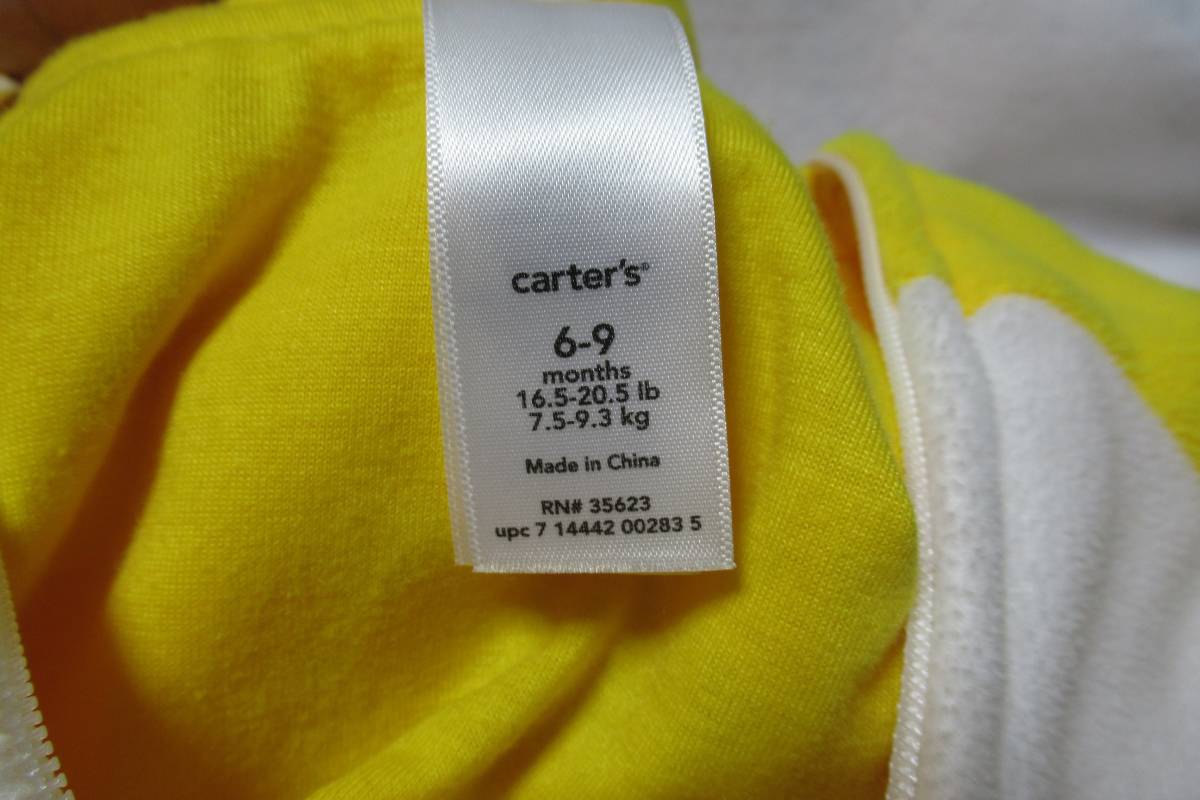 carter's®
6-9
months
16.5-20.5 lb
7.5-9.3 kg
Made in China
RN# 35623
upc 7 14442 00283 5